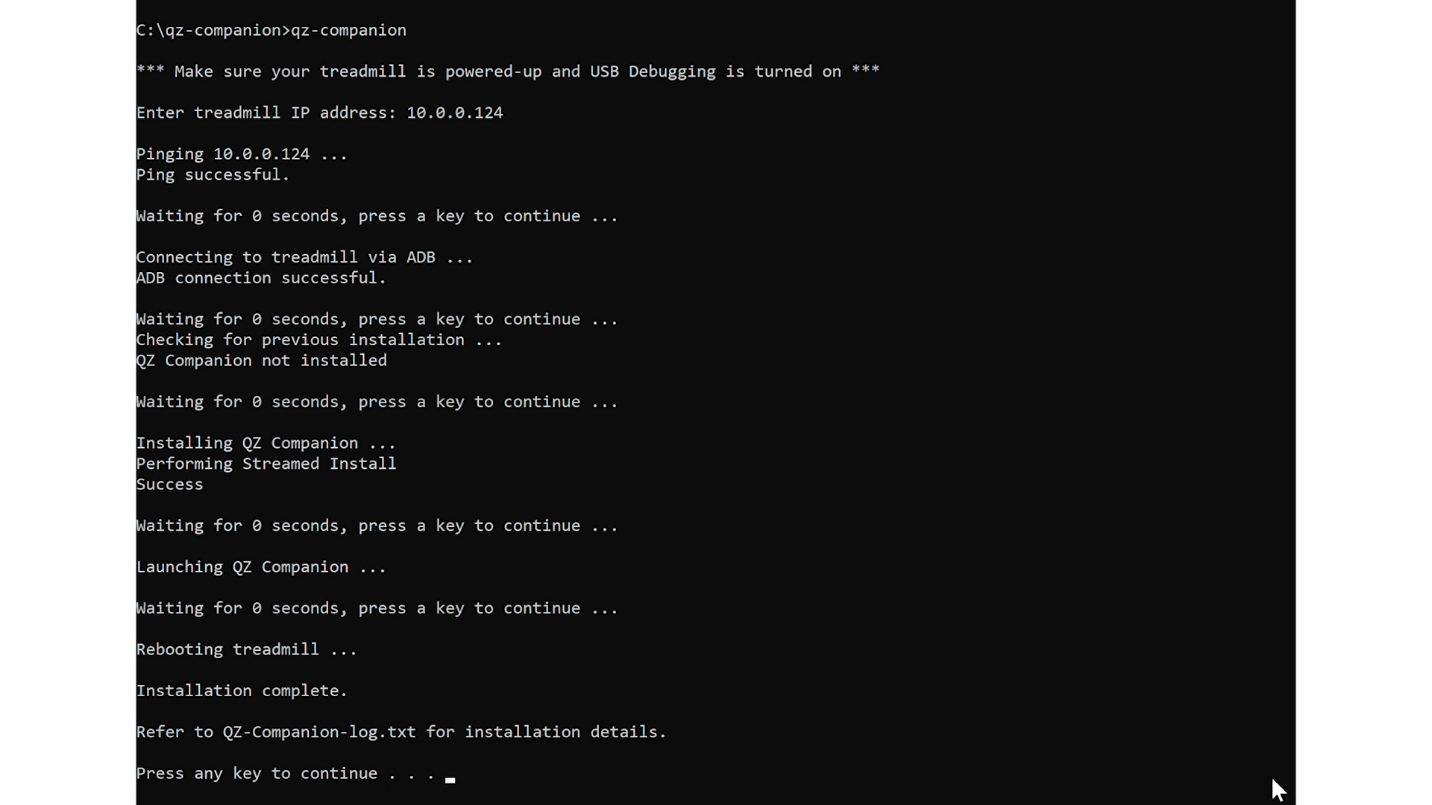 C:\qz-companion>qz-companion
*** Make sure your treadmill is powered-up and USB Debugging is turned on ***
Enter treadmill IP address: 10.0.0.124
Pinging 10.0.0.124 ...
Ping successful.
Waiting for 0 seconds, press a key to continue ...
Connecting to treadmill via ADB ...
ADB connection successful.
Waiting for 0 seconds, press a key to continue ...
Checking for previous installation ...
QZ Companion not installed
Waiting for 0 seconds, press a key to continue ...
Installing QZ Companion ...
Performing Streamed Install
Success
Waiting for 0 seconds, press a key to continue ...
Launching QZ Companion ...
Waiting for 0 seconds, press a key to continue ...
Rebooting treadmill ...
Installation complete.
Refer to QZ-Companion-log.txt for installation details.
Press any key to continue . . .